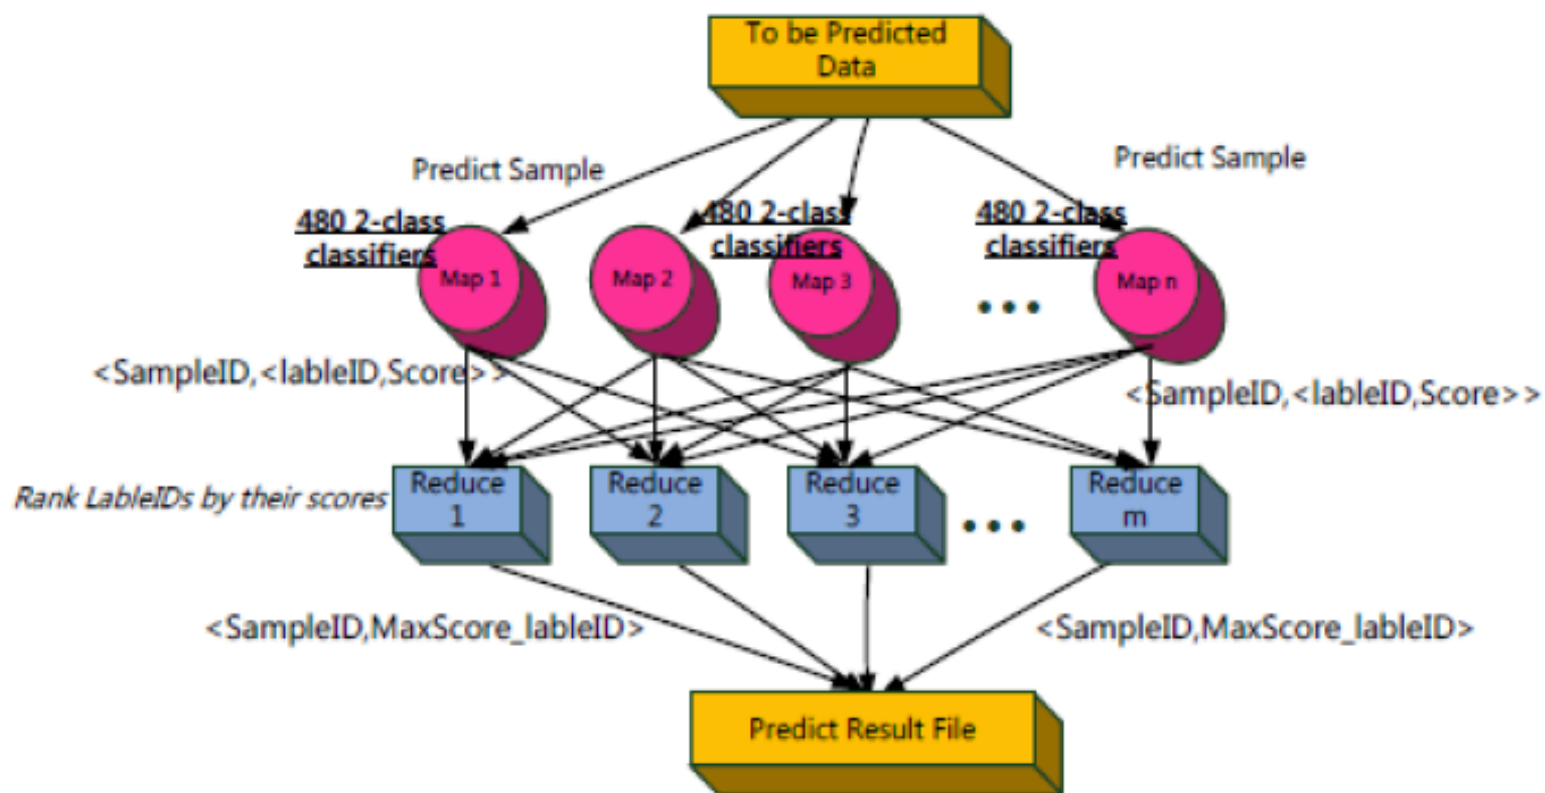 To be Predicted
Data
Predict Sample
Predict Sample
480 2-class
classifiers
480 2-class
classifiers
480 2-class
classifiers
Map 1
Map 2
Map 3
•••
Map n
<SampleID,<lableID,Score>>
<SampleID,<lableID,Score>>
Rank LableIDs by their scores
Reduce
1
Reduce
2
Reduce
3
•••
Reduce
m
<SampleID,MaxScore_lableID>
<SampleID,MaxScore_lableID>
Predict Result File